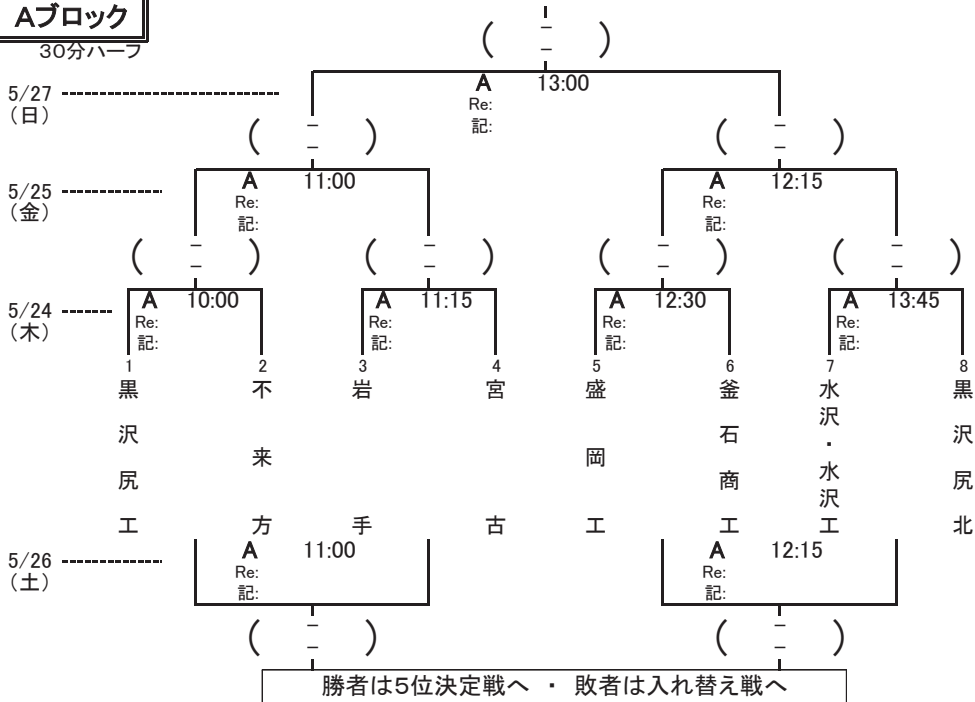 Aブロック
30分ハーフ
( － － )
5/27
(日)
A 13:00
Re:
記:
( － － ) ( － － )
5/25
(金)
A 11:00
Re:
記:
A 12:15
Re:
記:
( － － ) ( － － ) ( － － ) ( － － )
5/24
(木)
A 10:00
Re:
記:
A 11:15
Re:
記:
A 12:30
Re:
記:
A 13:45
Re:
記:
1
黒沢尻工
2
不来方
3
岩手
4
宮古
5
盛岡工
6
釜石商工
7
水沢・水沢工
8
黒沢尻北
5/26
(土)
A 11:00
Re:
記:
A 12:15
Re:
記:
( － － ) ( － － )
勝者は5位決定戦へ ・ 敗者は入れ替え戦へ